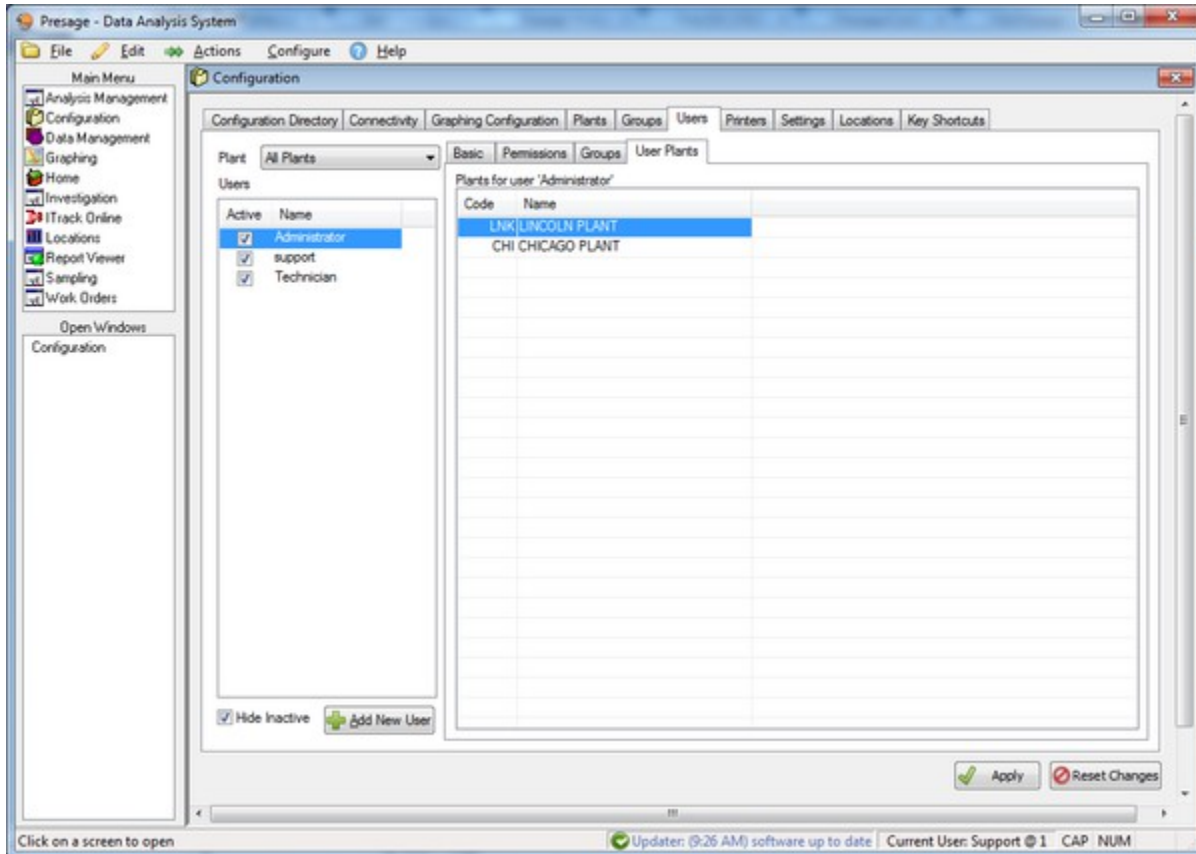 Presage - Data Analysis System
File Edit Actions Configure Help
Main Menu
Analysis Management
Configuration
Data Management
Graphing
Home
Investigation
ITrack Online
Locations
Report Viewer
Sampling
Work Orders
Open Windows
Configuration
Configuration
Configuration Directory Connectivity Graphing Configuration Plants Groups Users Printers Settings Locations Key Shortcuts
Plant All Plants
Users
Active Name
Administrator
support
Technician
Hide Inactive Add New User
Basic Permissions Groups User Plants
Plants for user 'Administrator'
Code Name
LNK LINCOLN PLANT
CHI CHICAGO PLANT
Apply Reset Changes
Click on a screen to open Updater: (9:26 AM) software up to date Current User: Support @ 1 CAP NUM